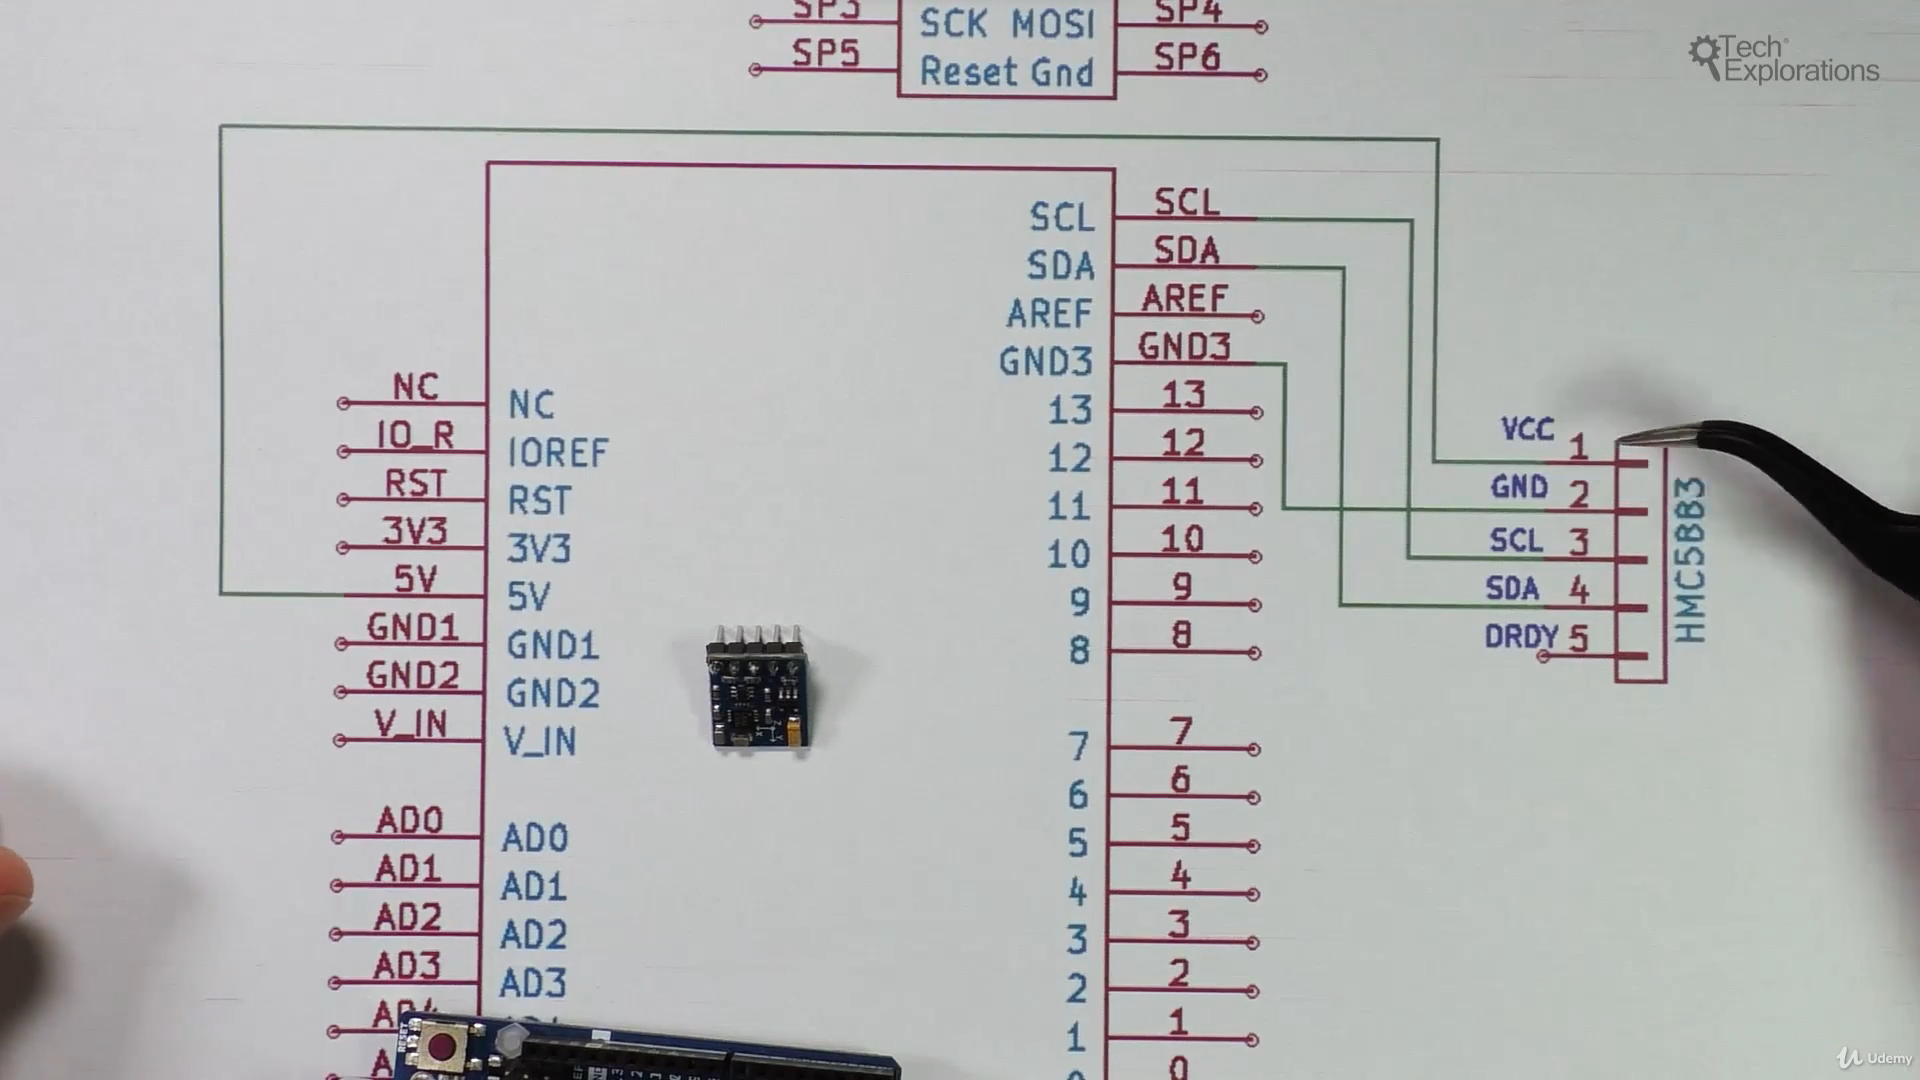 SP3 SCK MOSI SP4
SP5 Reset Gnd SP6
Tech
Explorations
SCL SCL
SDA SDA
AREF AREF
GND3 GND3
NC NC 13 13
IO_R IOREF 12 12
RST RST 11 11
3V3 3V3 10 10
5V 5V 9 9
GND1 GND1 8 8
GND2 GND2
V_IN V_IN 7 7
6 6
AD0 AD0 5 5
AD1 AD1 4 4
AD2 AD2 3 3
AD3 AD3 2 2
1 1
VCC 1
GND 2
SCL 3
SDA 4
DRDY 5
HMC5BB3
RESET
Udemy